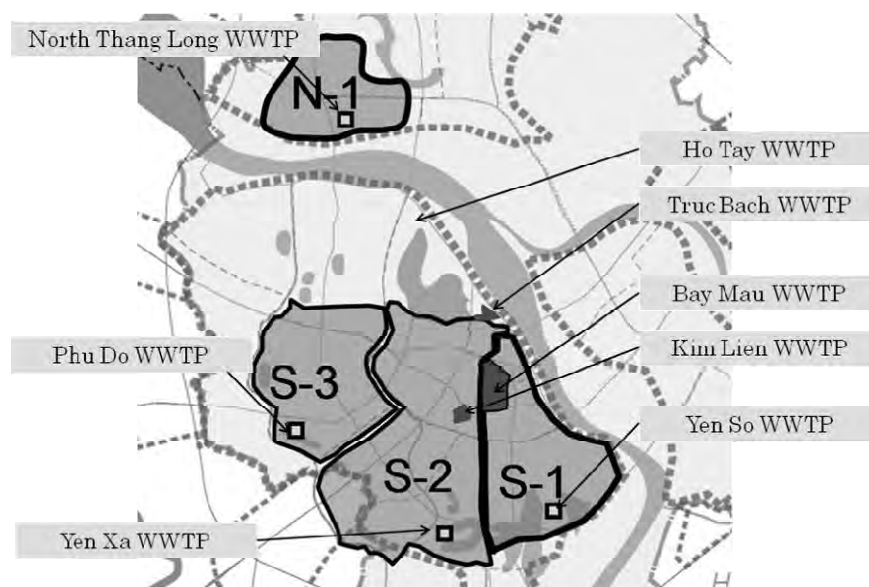 North Thang Long WWTP
N-1
Ho Tay WWTP
Truc Bach WWTP
Bay Mau WWTP
Kim Lien WWTP
Phu Do WWTP
S-3
Yen So WWTP
S-2
S-1
Yen Xa WWTP
H